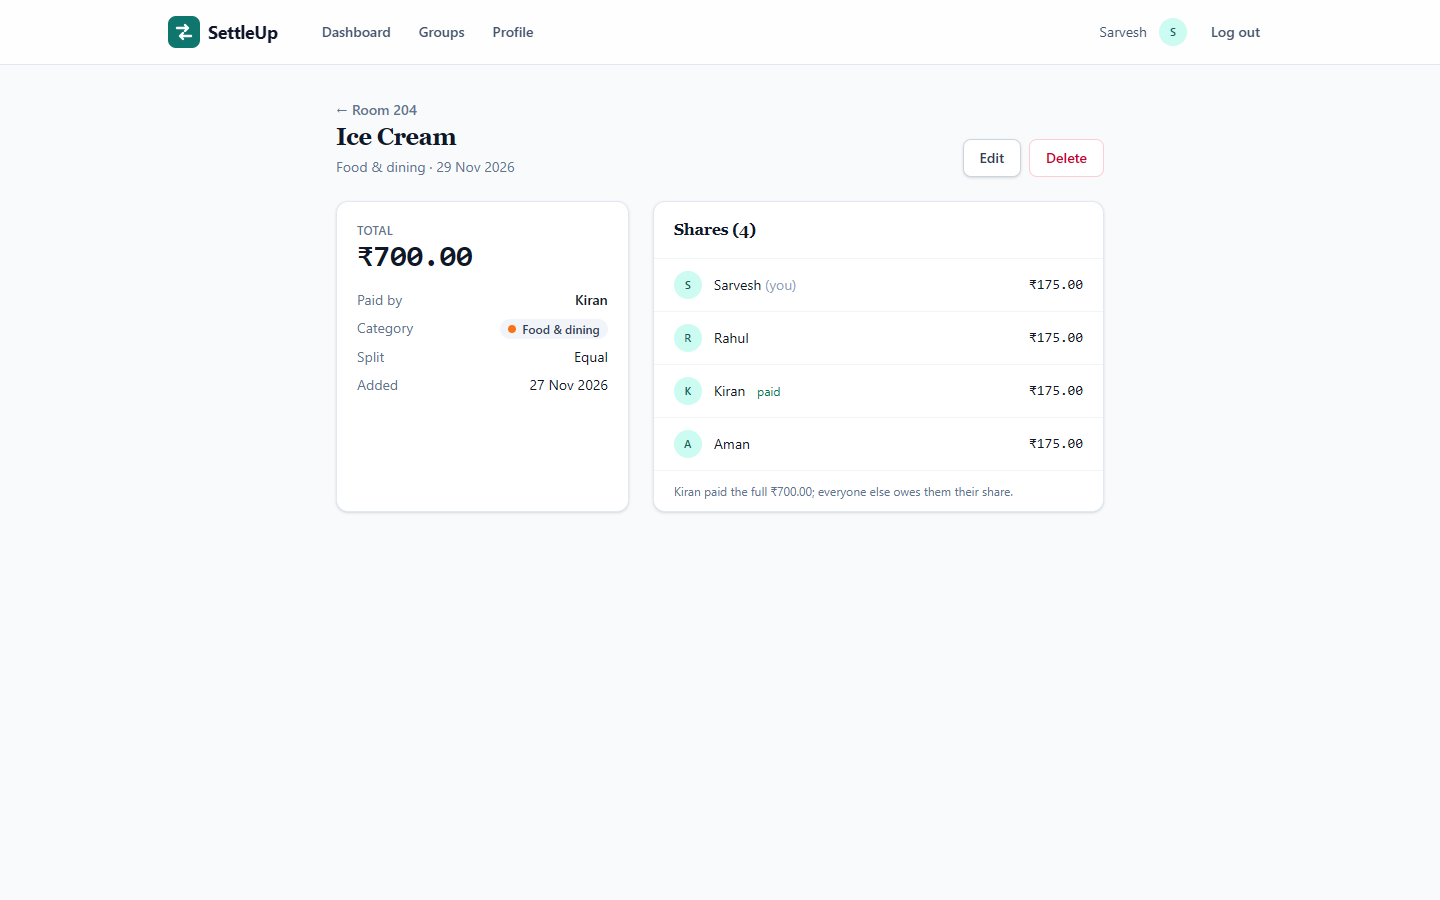 SettleUp Dashboard Groups Profile Sarvesh S Log out
← Room 204
Ice Cream
Food & dining · 29 Nov 2026
Edit Delete
TOTAL
₹700.00
Paid by Kiran
Category Food & dining
Split Equal
Added 27 Nov 2026
Shares (4)
S Sarvesh (you) ₹175.00
R Rahul ₹175.00
K Kiran paid ₹175.00
A Aman ₹175.00
Kiran paid the full ₹700.00; everyone else owes them their share.